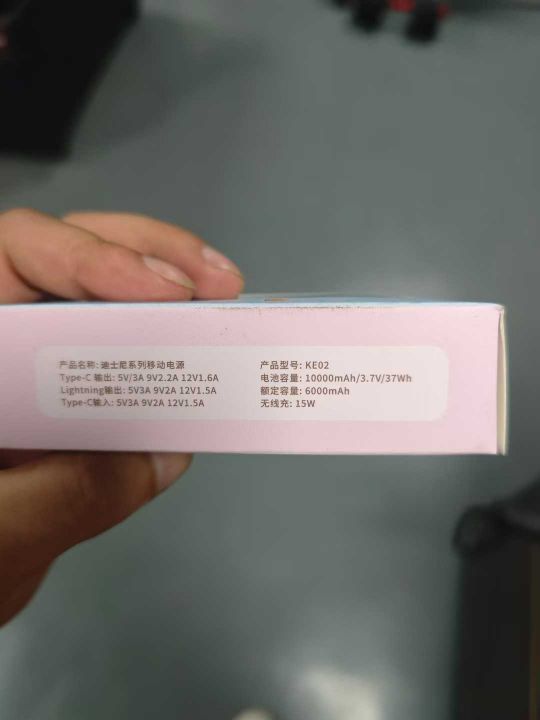 产品名称: 迪士尼系列移动电源
Type-C 输出: 5V/3A 9V2.2A 12V1.6A
Lightning输出: 5V3A 9V2A 12V1.5A
Type-C输入: 5V3A 9V2A 12V1.5A
产品型号: KE02
电池容量: 10000mAh/3.7V/37Wh
额定容量: 6000mAh
无线充: 15W